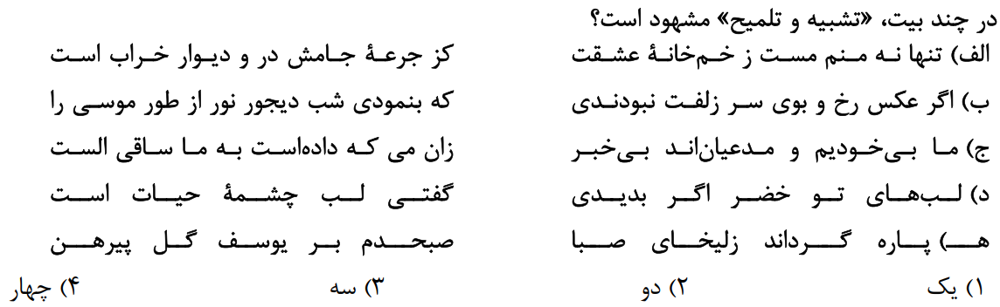 در چند بیت، «تشبیه و تلمیح» مشهود است؟
الف) تنها نه منم مست ز خم‌خانهٔ عشقت کز جرعهٔ جامش در و دیوار خراب است
ب) اگر عکس رخ و بوی سر زلفت نبودندی که بنمودی شب دیجور نور از طور موسی را
ج) ما بی‌خودیم و مدعیان‌اند بی‌خبر زان می که داده‌است به ما ساقی الست
د) لب‌های تو خضر اگر بدیدی گفتی لب چشمهٔ حیات است
هـ) پاره گرداند زلیخای صبا صبحدم بر یوسف گل پیرهن
۱) یک ۲) دو ۳) سه ۴) چهار